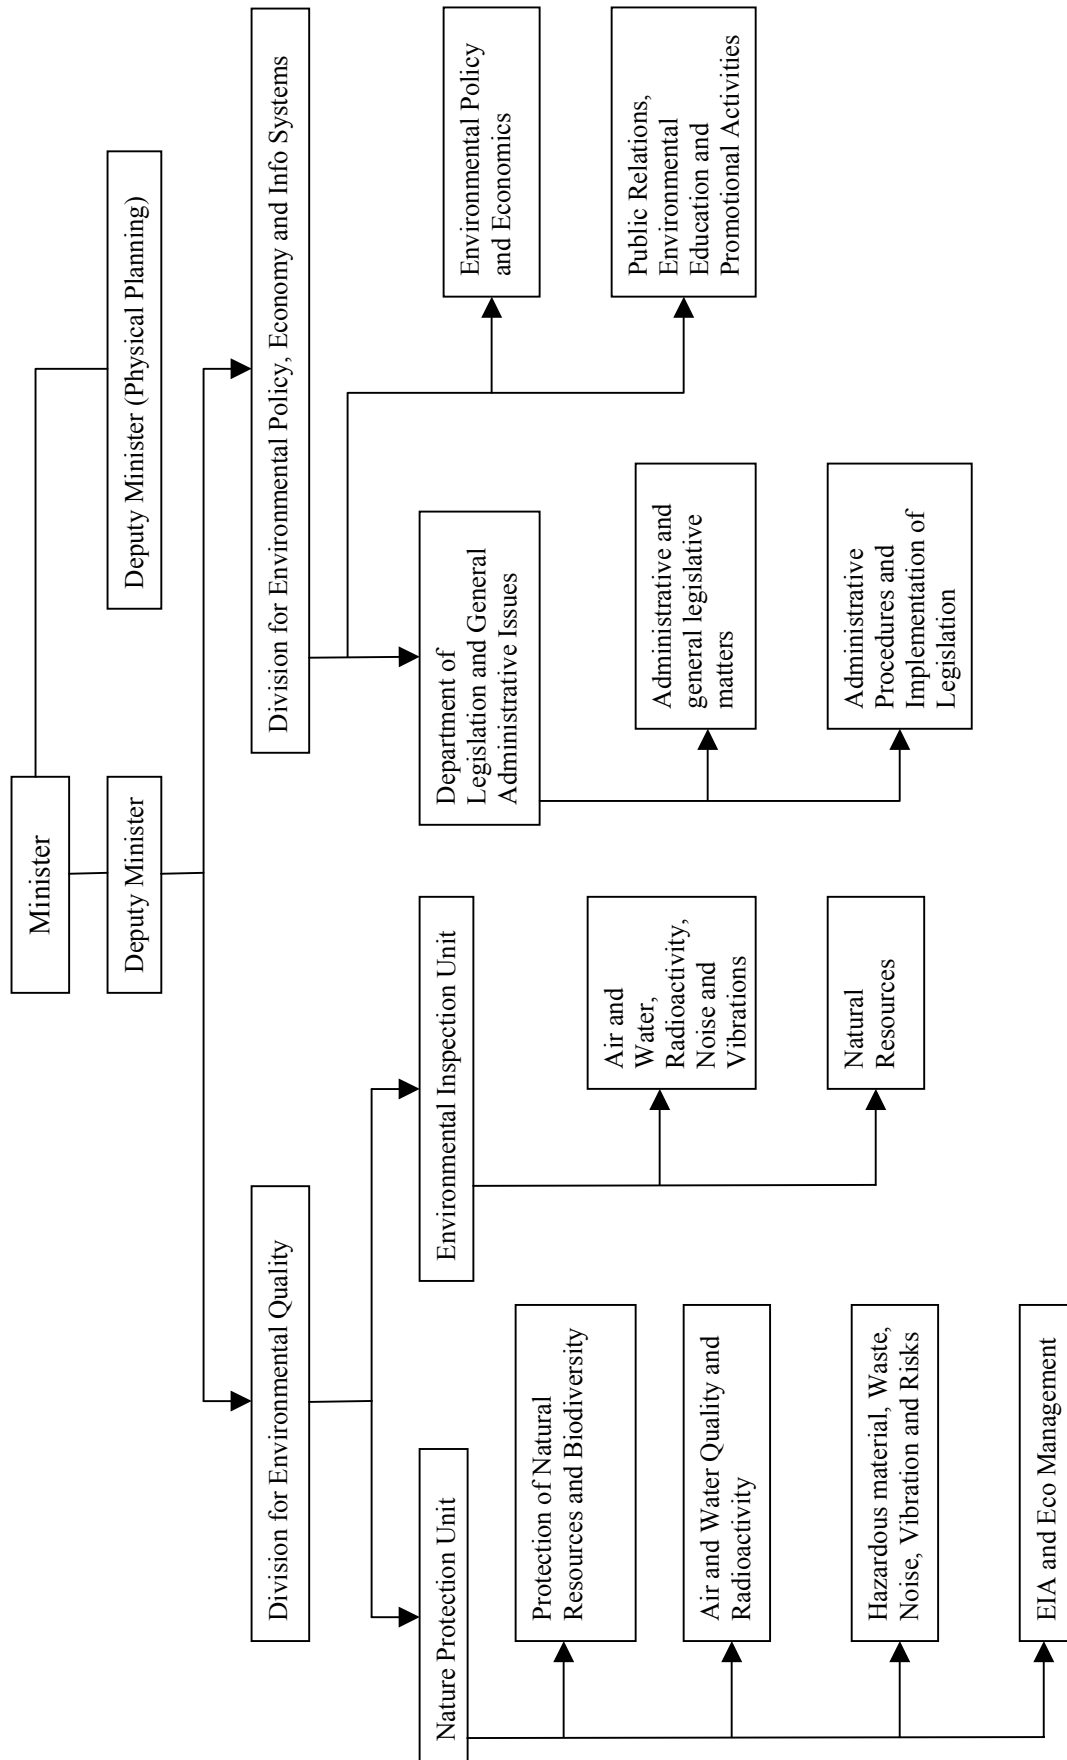 Minister
Deputy Minister
Deputy Minister (Physical Planning)
Division for Environmental Quality
Division for Environmental Policy, Economy and Info Systems
Nature Protection Unit
Environmental Inspection Unit
Department of
Legislation and General
Administrative Issues
Environmental Policy
and Economics
Protection of Natural
Resources and Biodiversity
Air and Water Quality and
Radioactivity
Hazardous material, Waste,
Noise, Vibration and Risks
EIA and Eco Management
Air and
Water,
Radioactivity,
Noise and
Vibrations
Natural
Resources
Administrative and
general legislative
matters
Administrative
Procedures and
Implementation of
Legislation
Public Relations,
Environmental
Education and
Promotional Activities